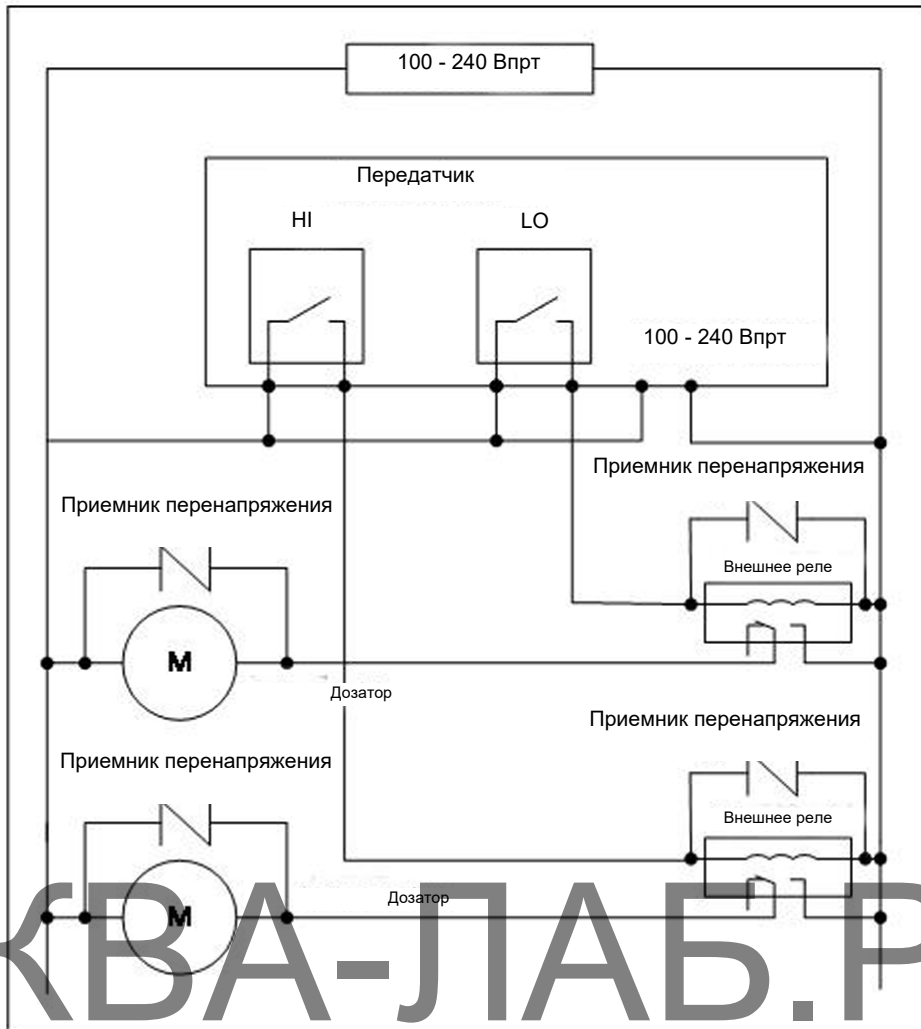 100 - 240 Впрт
Передатчик
HI
LO
100 - 240 Впрт
Приемник перенапряжения
Приемник перенапряжения
Внешнее реле
M
Дозатор
Приемник перенапряжения
Приемник перенапряжения
Внешнее реле
Дозатор
M
КВА-ЛАБ.Р